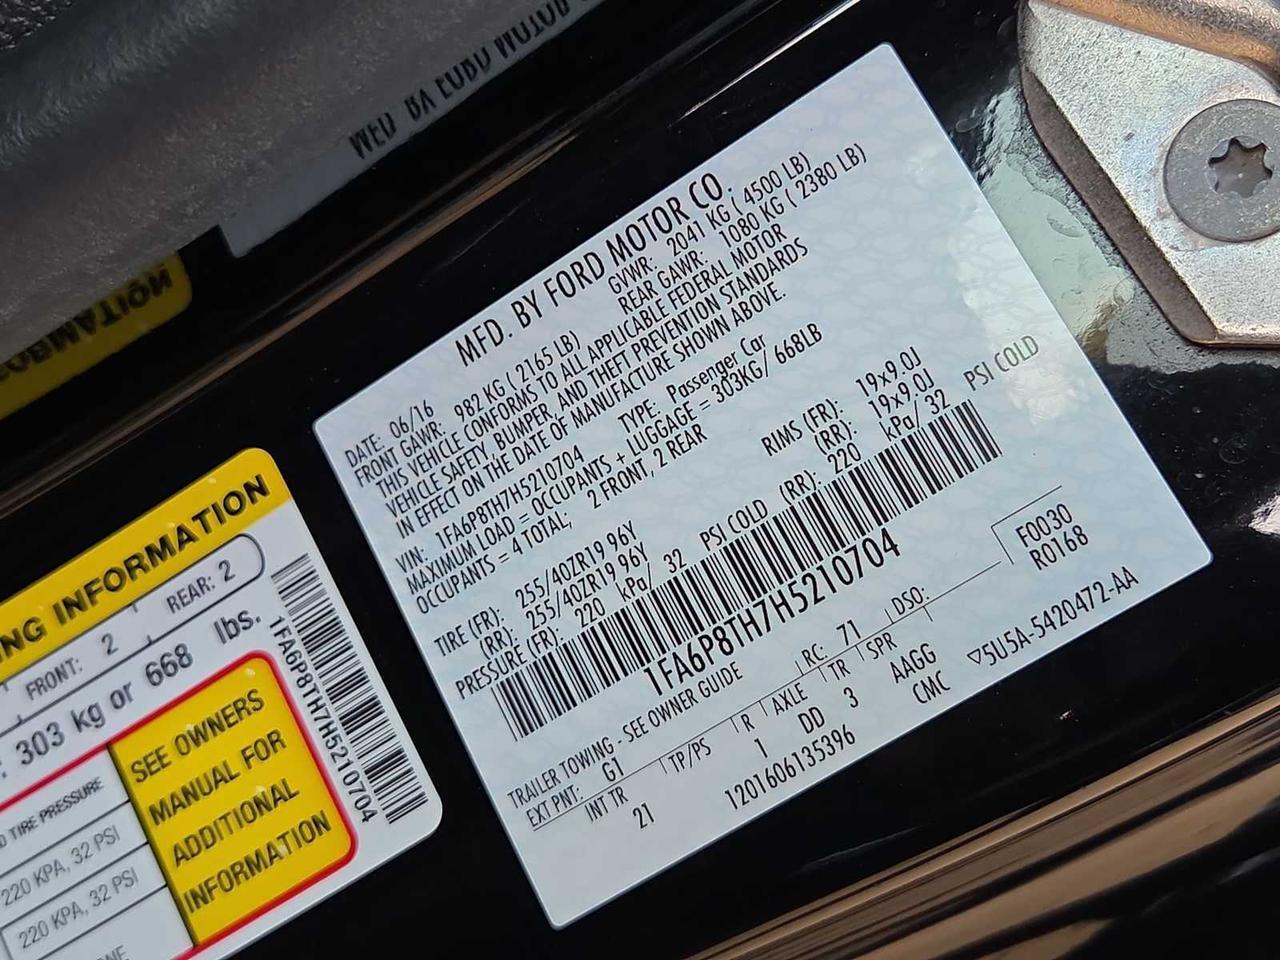 MFD. BY FORD MOTOR CO.
DATE: 06/16 GVWR: 2041 KG ( 4500 LB)
FRONT GAWR: 982 KG ( 2165 LB) REAR GAWR: 1080 KG ( 2380 LB)
THIS VEHICLE CONFORMS TO ALL APPLICABLE FEDERAL MOTOR
VEHICLE SAFETY, BUMPER, AND THEFT PREVENTION STANDARDS
IN EFFECT ON THE DATE OF MANUFACTURE SHOWN ABOVE.
VIN: 1FA6P8TH7H5210704 TYPE: Passenger Car
MAXIMUM LOAD = OCCUPANTS + LUGGAGE = 303KG/ 668LB
OCCUPANTS = 4 TOTAL; 2 FRONT, 2 REAR
TIRE (FR): 255/40ZR19 96Y RIMS (FR): 19x9.0J
(RR): 255/40ZR19 96Y (RR): 19x9.0J
PRESSURE (FR): 220 kPa/ 32 PSI COLD (RR): 220 kPa/ 32 PSI COLD
1FA6P8TH7H5210704
F0030
R0168
TRAILER TOWING - SEE OWNER GUIDE
EXT PNT: G1 RC: 71 DSO:
INT TR TP/PS R AXLE TR SPR
21 1 DD 3 AAGG
1201606135396 CMC
▽5U5A-5420472-AA
NG INFORMATION
FRONT: 2 REAR: 2
: 303 kg or 668 lbs.
1FA6P8TH7H5210704
TIRE PRESSURE
220 KPA, 32 PSI
220 KPA, 32 PSI
SEE OWNERS
MANUAL FOR
ADDITIONAL
INFORMATION